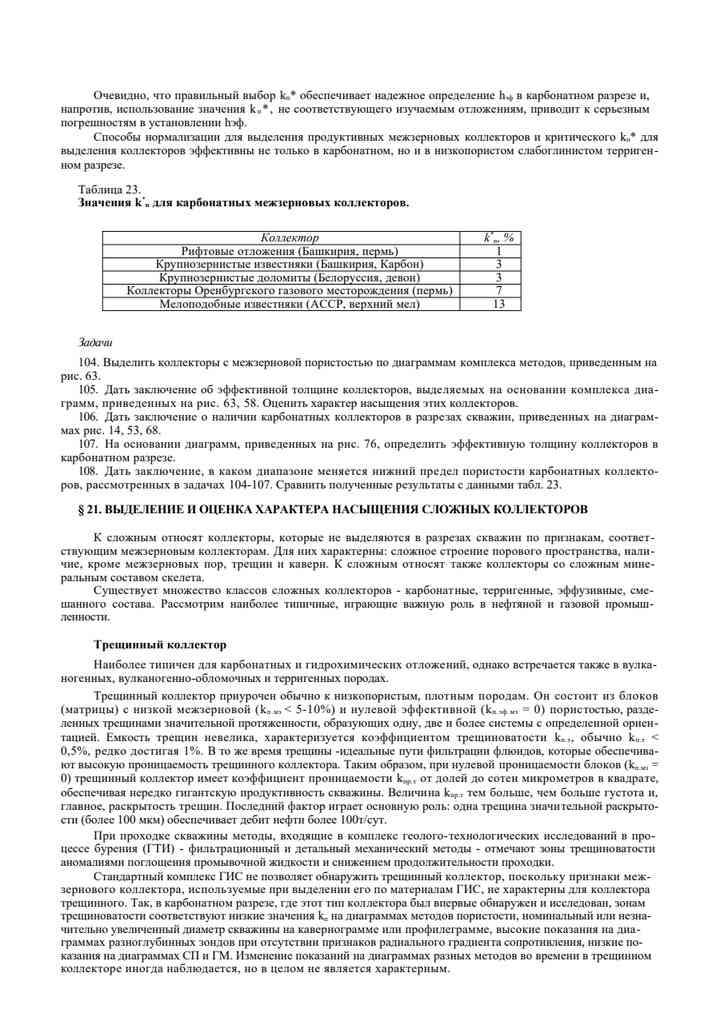 Очевидно, что правильный выбор kп* обеспечивает надежное определение hэф в карбонатном разрезе и,
напротив, использование значения kп*, не соответствующего изучаемым отложениям, приводит к серьезным
погрешностям в установлении hэф.
Способы нормализации для выделения продуктивных межзерновых коллекторов и критического kп* для
выделения коллекторов эффективны не только в карбонатном, но и в низкопористом слабоглинистом терриген-
ном разрезе.
Таблица 23.
Значения k*п для карбонатных межзерновых коллекторов.
Коллектор k*п, %
Рифтовые отложения (Башкирия, пермь) 1
Крупнозернистые известняки (Башкирия, Карбон) 3
Крупнозернистые доломиты (Белоруссия, девон) 3
Коллекторы Оренбургского газового месторождения (пермь) 7
Мелоподобные известняки (АССР, верхний мел) 13
Задачи
104. Выделить коллекторы с межзерновой пористостью по диаграммам комплекса методов, приведенным на
рис. 63.
105. Дать заключение об эффективной толщине коллекторов, выделяемых на основании комплекса диа-
грамм, приведенных на рис. 63, 58. Оценить характер насыщения этих коллекторов.
106. Дать заключение о наличии карбонатных коллекторов в разрезах скважин, приведенных на диаграм-
мах рис. 14, 53, 68.
107. На основании диаграмм, приведенных на рис. 76, определить эффективную толщину коллекторов в
карбонатном разрезе.
108. Дать заключение, в каком диапазоне меняется нижний предел пористости карбонатных коллекто-
ров, рассмотренных в задачах 104-107. Сравнить полученные результаты с данными табл. 23.
§ 21. ВЫДЕЛЕНИЕ И ОЦЕНКА ХАРАКТЕРА НАСЫЩЕНИЯ СЛОЖНЫХ КОЛЛЕКТОРОВ
К сложным относят коллекторы, которые не выделяются в разрезах скважин по признакам, соответ-
ствующим межзерновым коллекторам. Для них характерны: сложное строение порового пространства, нали-
чие, кроме межзерновых пор, трещин и каверн. К сложным относят также коллекторы со сложным мине-
ральным составом скелета.
Существует множество классов сложных коллекторов - карбонатные, терригенные, эффузивные, сме-
шанного состава. Рассмотрим наиболее типичные, играющие важную роль в нефтяной и газовой промыш-
ленности.
Трещинный коллектор
Наиболее типичен для карбонатных и гидрохимических отложений, однако встречается также в вулка-
ногенных, вулканогенно-обломочных и терригенных породах.
Трещинный коллектор приурочен обычно к низкопористым, плотным породам. Он состоит из блоков
(матрицы) с низкой межзерновой (kп.мз < 5-10%) и нулевой эффективной (kп.эф.мз = 0) пористостью, разде-
ленных трещинами значительной протяженности, образующих одну, две и более системы с определенной ориен-
тацией. Емкость трещин невелика, характеризуется коэффициентом трещиноватости kп.т, обычно kп.т <
0,5%, редко достигая 1%. В то же время трещины -идеальные пути фильтрации флюидов, которые обеспечива-
ют высокую проницаемость трещинного коллектора. Таким образом, при нулевой проницаемости блоков (kп.мз =
0) трещинный коллектор имеет коэффициент проницаемости kпр.т от долей до сотен микрометров в квадрате,
обеспечивая нередко гигантскую продуктивность скважины. Величина kпр.т тем больше, чем больше густота и,
главное, раскрытость трещин. Последний фактор играет основную роль: одна трещина значительной раскрыто-
сти (более 100 мкм) обеспечивает дебит нефти более 100т/сут.
При проходке скважины методы, входящие в комплекс геолого-технологических исследований в про-
цессе бурения (ГТИ) - фильтрационный и детальный механический методы - отмечают зоны трещиноватости
аномалиями поглощения промывочной жидкости и снижением продолжительности проходки.
Стандартный комплекс ГИС не позволяет обнаружить трещинный коллектор, поскольку признаки меж-
зернового коллектора, используемые при выделении его по материалам ГИС, не характерны для коллектора
трещинного. Так, в карбонатном разрезе, где этот тип коллектора был впервые обнаружен и исследован, зонам
трещиноватости соответствуют низкие значения kп на диаграммах методов пористости, номинальный или незна-
чительно увеличенный диаметр скважины на кавернограмме или профилеграмме, высокие показания на диа-
граммах разноглубинных зондов при отсутствии признаков радиального градиента сопротивления, низкие по-
казания на диаграммах СП и ГМ. Изменение показаний на диаграммах разных методов во времени в трещинном
коллекторе иногда наблюдается, но в целом не является характерным.